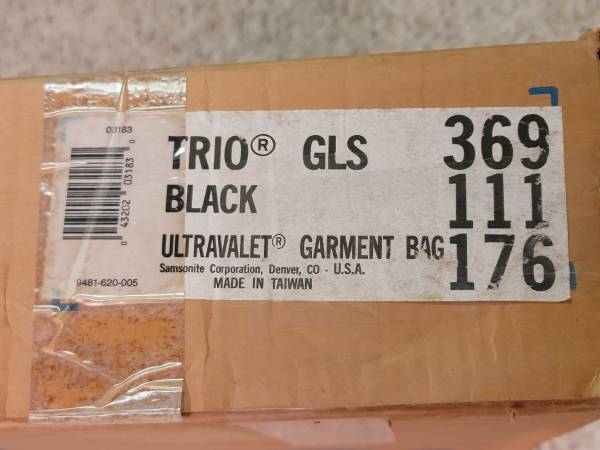 03183
TRIO® GLS 369
BLACK 111
ULTRAVALET® GARMENT BAG 176
Samsonite Corporation, Denver, CO - U.S.A.
MADE IN TAIWAN
0 43202 03183 0
9481-620-005